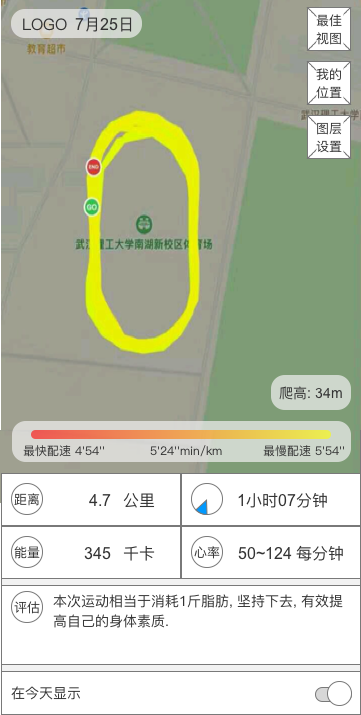 LOGO 7月25日
最佳
视图
教育超市
我的
位置
武汉理工大学
图层
设置
END
GO
武汉理工大学南湖新校区体育场
爬高: 34m
最快配速 4'54'' 5'24''min/km 最慢配速 5'54''
距离 4.7 公里
1小时07分钟
能量 345 千卡
心率 50~124 每分钟
评估 本次运动相当于消耗1斤脂肪, 坚持下去, 有效提
高自己的身体素质.
在今天显示